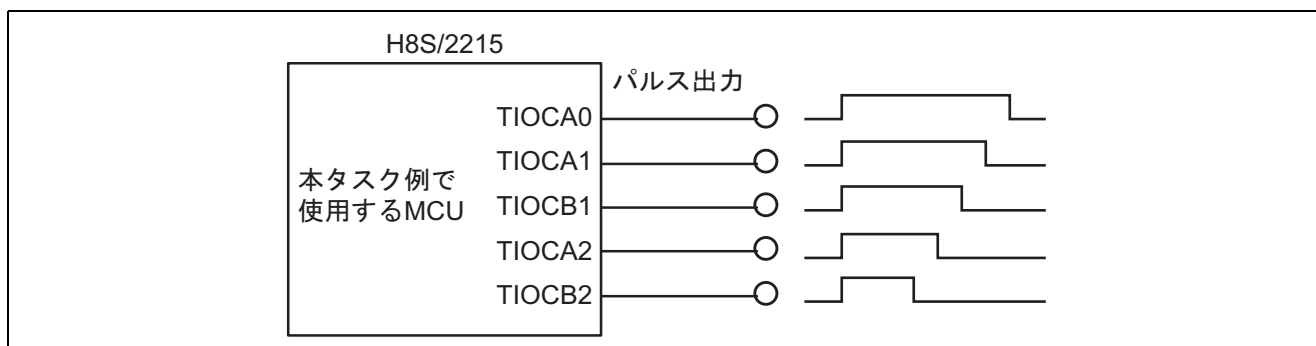 H8S/2215
パルス出力
TIOCA0
TIOCA1
本タスク例で
使用するMCU
TIOCB1
TIOCA2
TIOCB2